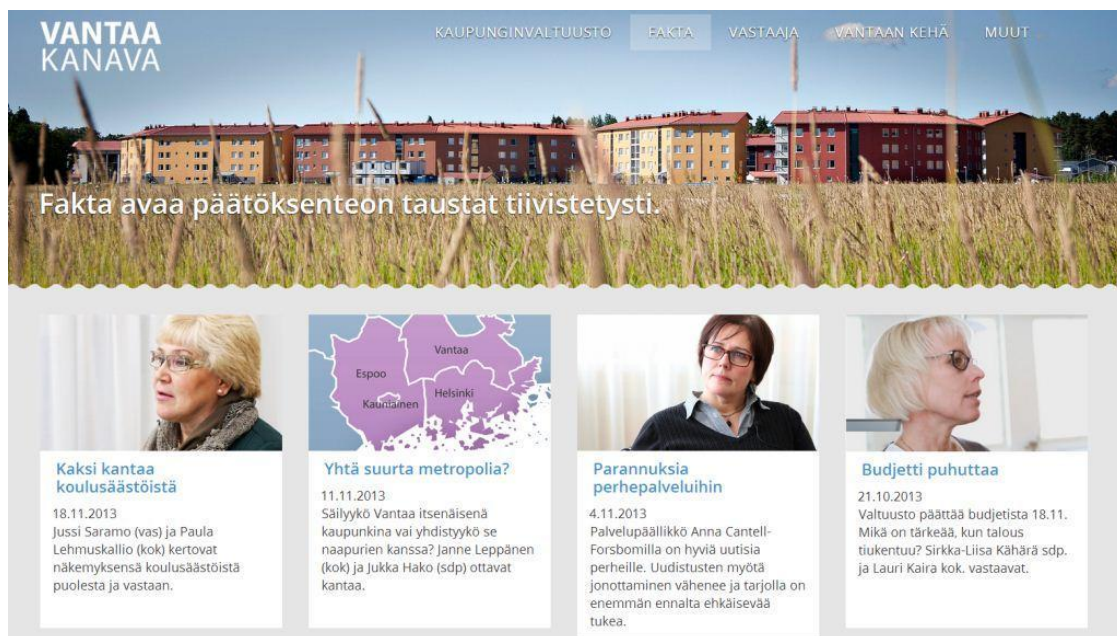 VANTAA
KANAVA
KAUPUNGINVALTUUSTO FAKTA VASTAAJA VANTAAN KEHÄ MUUT
Fakta avaa päätöksenteon taustat tiivistetysti.
Vantaa
Espoo
Kauniainen
Helsinki
Kaksi kantaa
koulusäästöistä
18.11.2013
Jussi Saramo (vas) ja Paula
Lehmuskallio (kok) kertovat
näkemyksensä koulusäästöistä
puolesta ja vastaan.
Yhtä suurta metropolia?
11.11.2013
Säilyykö Vantaa itsenäisenä
kaupunkina vai yhdistyykö se
naapurien kanssa? Janne Leppänen
(kok) ja Jukka Hako (sdp) ottavat
kantaa.
Parannuksia
perhepalveluihin
4.11.2013
Palvelupäällikkö Anna Cantell-
Forsbomilla on hyviä uutisia
perheille. Uudistusten myötä
jonottaminen vähenee ja tarjolla on
enemmän ennalta ehkäisevää
tukea.
Budjetti puhuttaa
21.10.2013
Valtuusto päättää budjetista 18.11.
Mikä on tärkeää, kun talous
tiukentuu? Sirkka-Liisa Kähärä sdp.
ja Lauri Kaira kok. vastaavat.